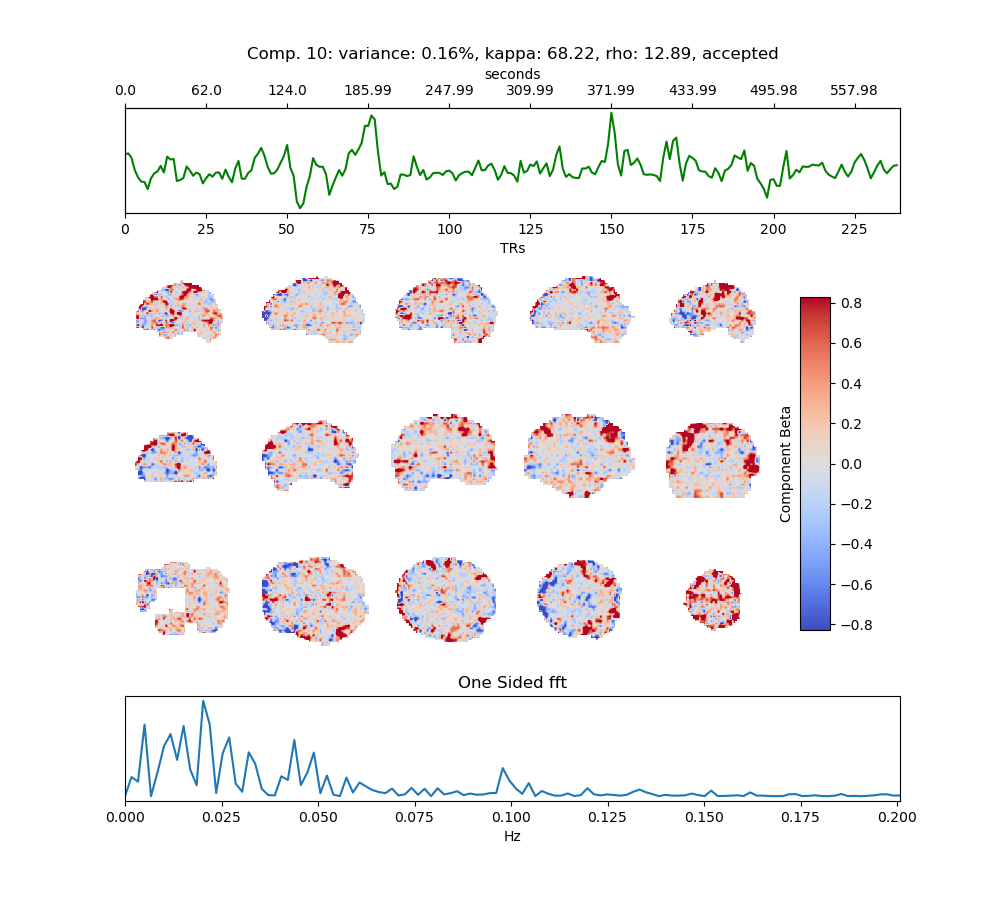 Comp. 10: variance: 0.16%, kappa: 68.22, rho: 12.89, accepted
seconds
0.0 62.0 124.0 185.99 247.99 309.99 371.99 433.99 495.98 557.98
0 25 50 75 100 125 150 175 200 225
TRs
Component Beta
0.8
0.6
0.4
0.2
0.0
−0.2
−0.4
−0.6
−0.8
One Sided fft
0.000 0.025 0.050 0.075 0.100 0.125 0.150 0.175 0.200
Hz